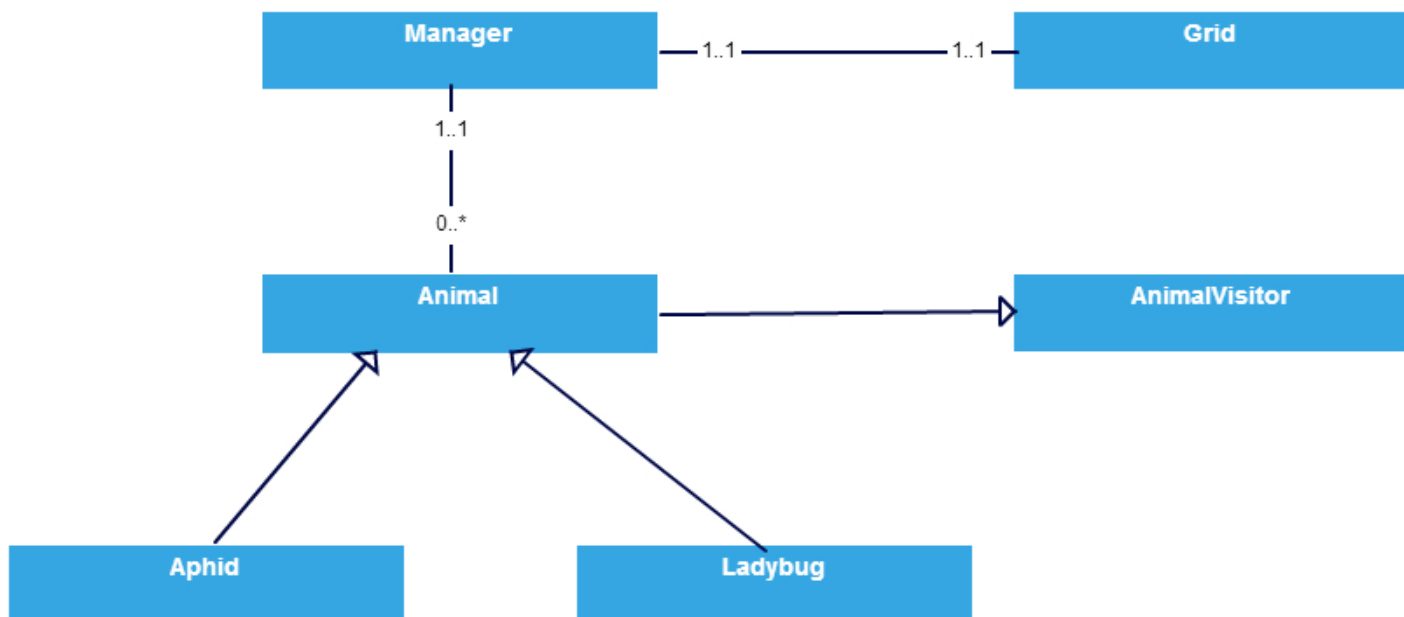 Manager
Grid
1..1
1..1
1..1
0..*
Animal
AnimalVisitor
Aphid
Ladybug